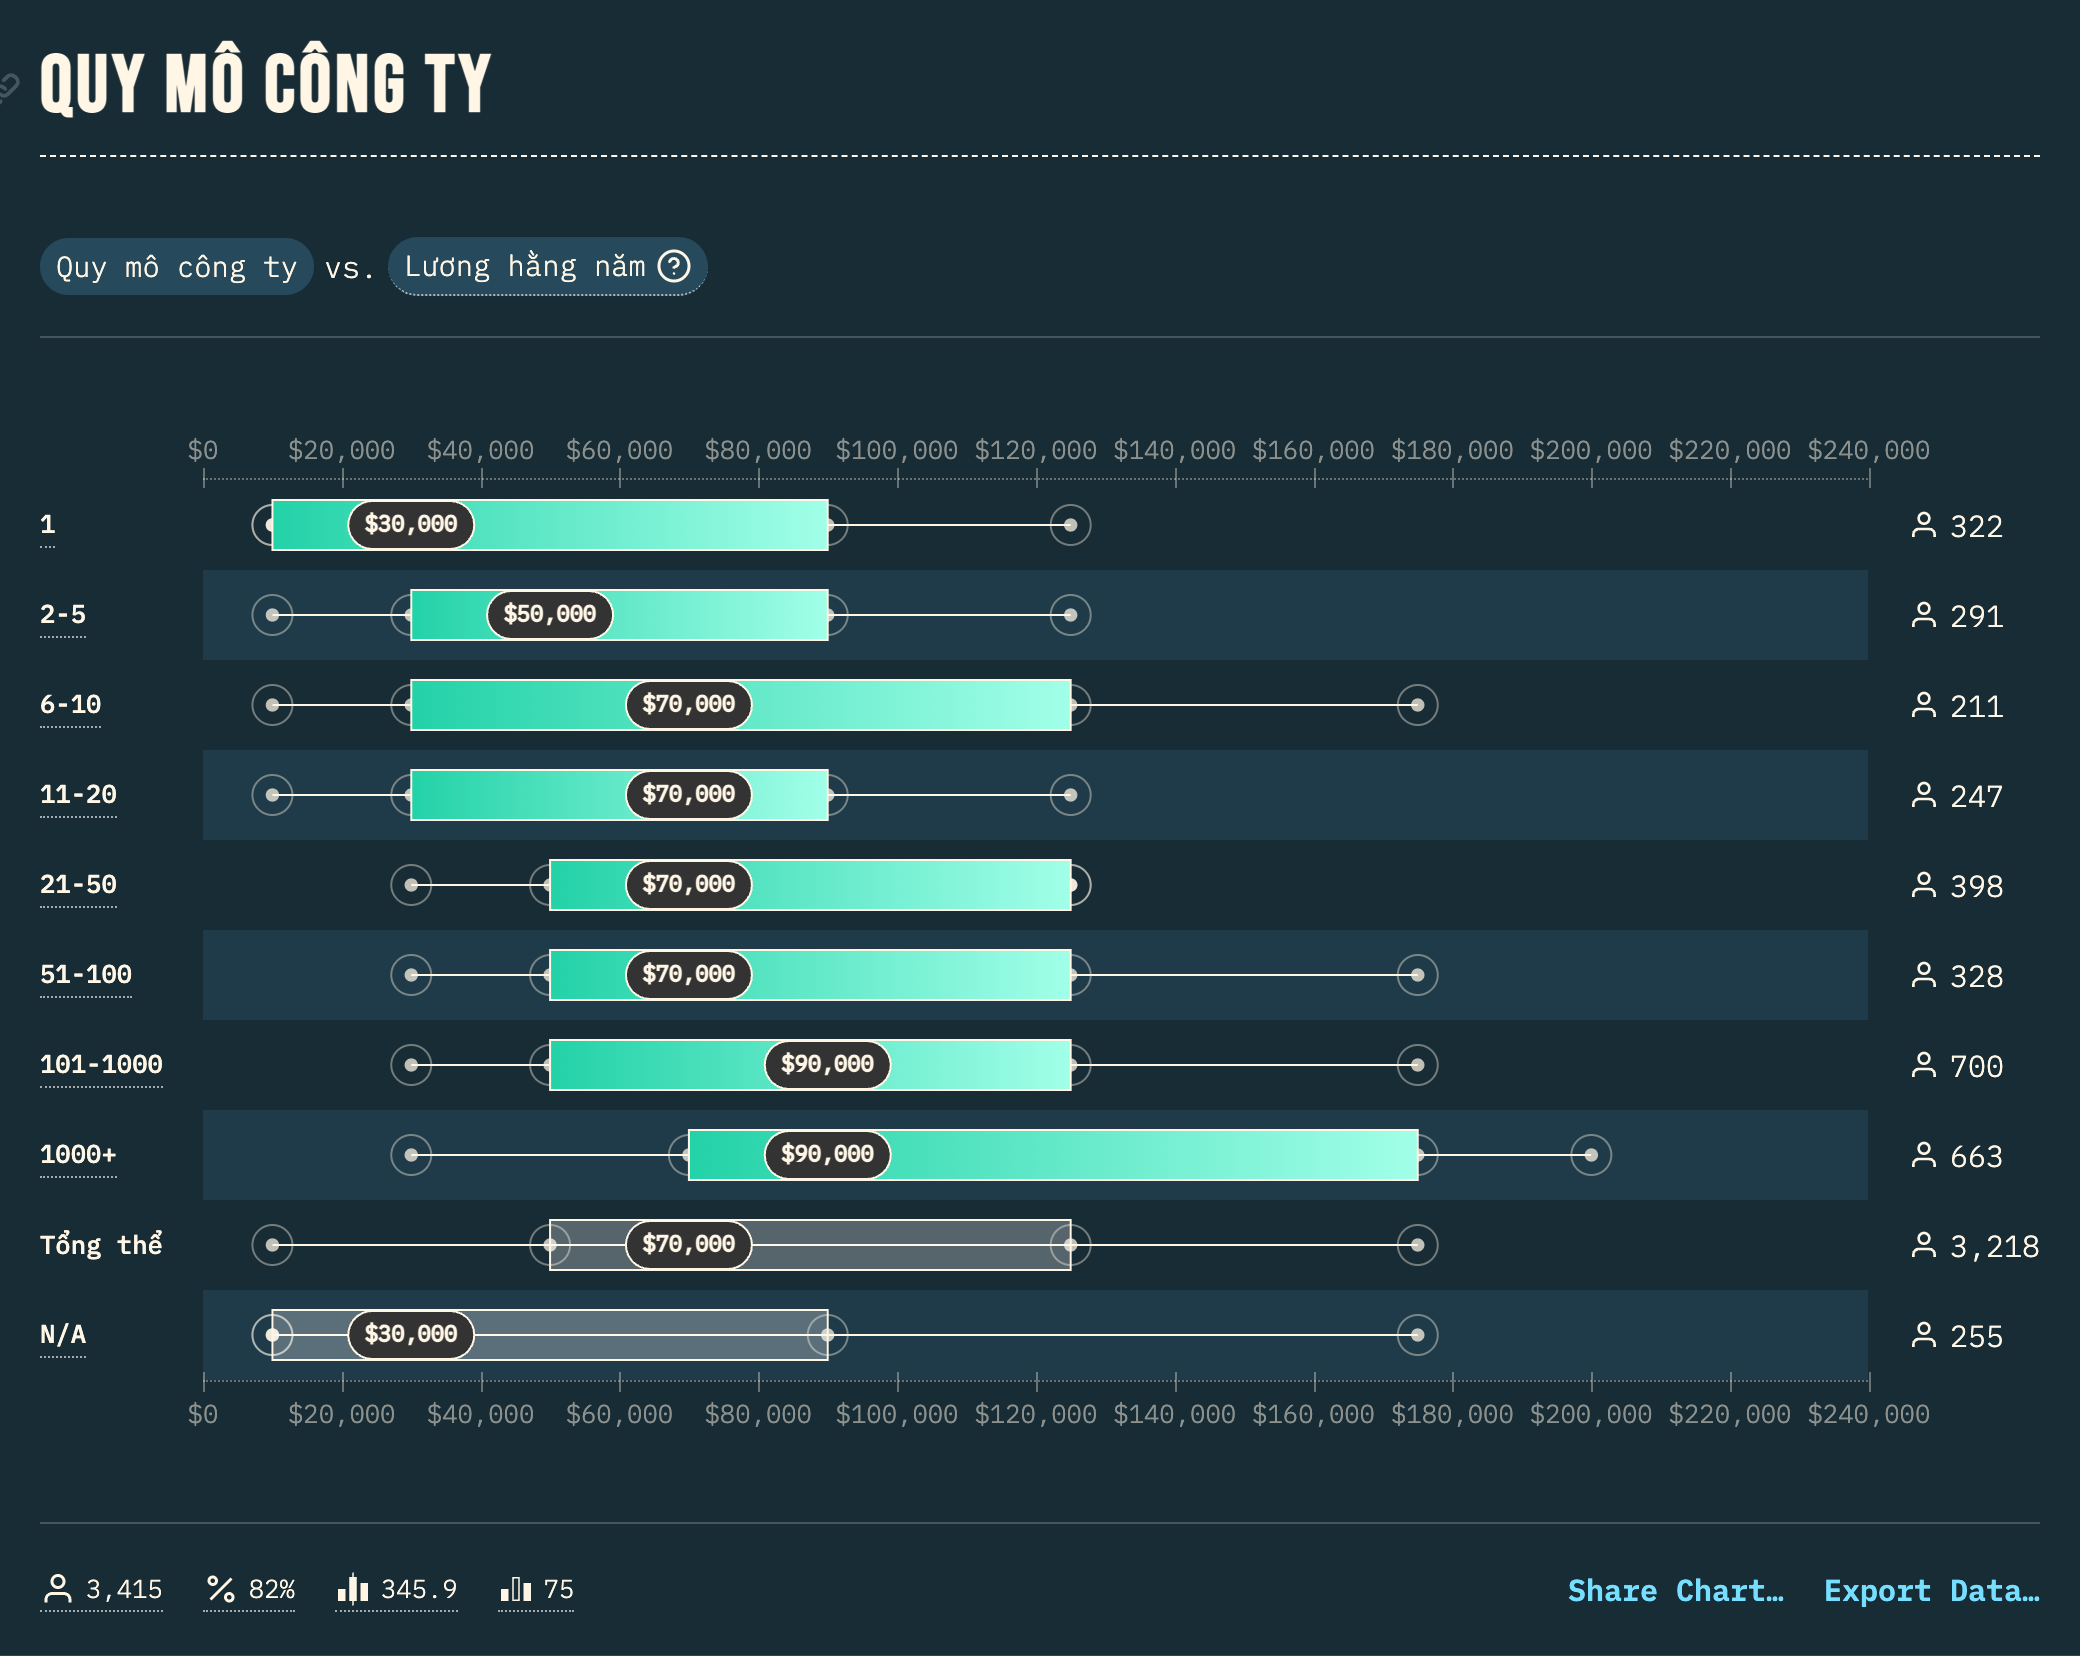 QUY MÔ CÔNG TY
Quy mô công ty vs. Lương hằng năm ?
$0 $20,000 $40,000 $60,000 $80,000 $100,000 $120,000 $140,000 $160,000 $180,000 $200,000 $220,000 $240,000
1 $30,000 322
2-5 $50,000 291
6-10 $70,000 211
11-20 $70,000 247
21-50 $70,000 398
51-100 $70,000 328
101-1000 $90,000 700
1000+ $90,000 663
Tổng thể $70,000 3,218
N/A $30,000 255
$0 $20,000 $40,000 $60,000 $80,000 $100,000 $120,000 $140,000 $160,000 $180,000 $200,000 $220,000 $240,000
3,415 82% 345.9 75 Share Chart… Export Data…